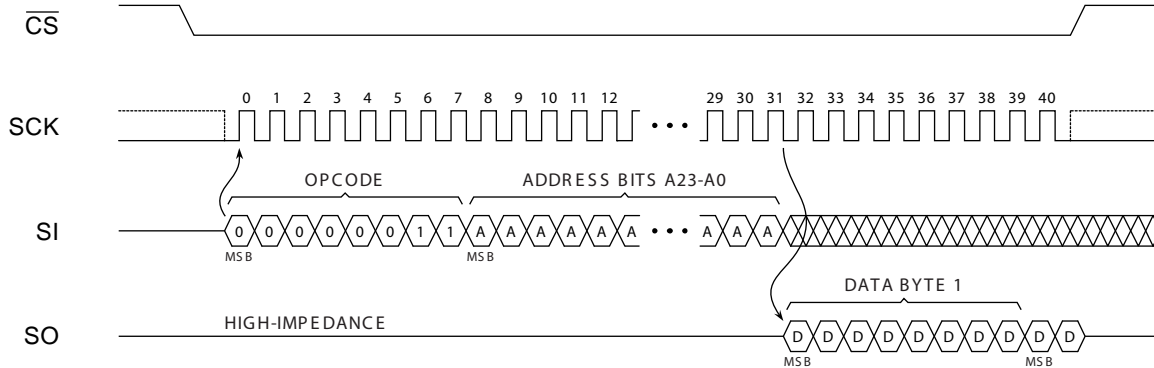 CS
0 1 2 3 4 5 6 7 8 9 10 11 12 29 30 31 32 33 34 35 36 37 38 39 40
SCK
OPCODE ADDRESS BITS A23-A0
SI 0 0 0 0 0 0 1 1 A A A A A A A A A
MSB MSB
DATA BYTE 1
HIGH-IMPEDANCE
SO D D D D D D D D D D
MSB MSB